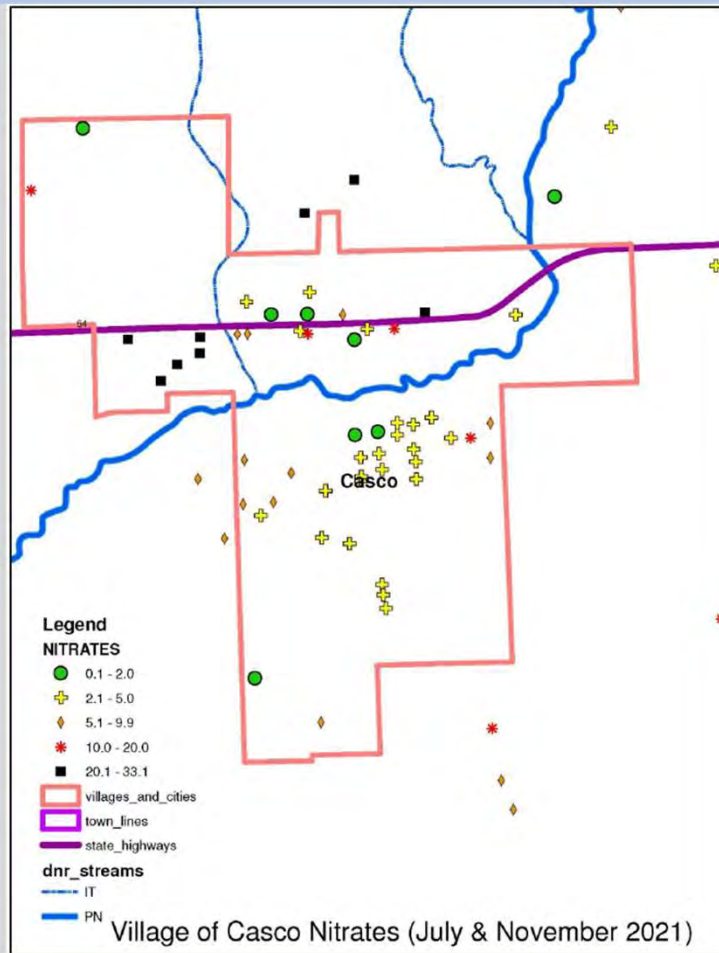 54
Casco
Legend
NITRATES
0.1 - 2.0
2.1 - 5.0
5.1 - 9.9
10.0 - 20.0
20.1 - 33.1
villages_and_cities
town_lines
state_highways
dnr_streams
IT
PN
Village of Casco Nitrates (July & November 2021)